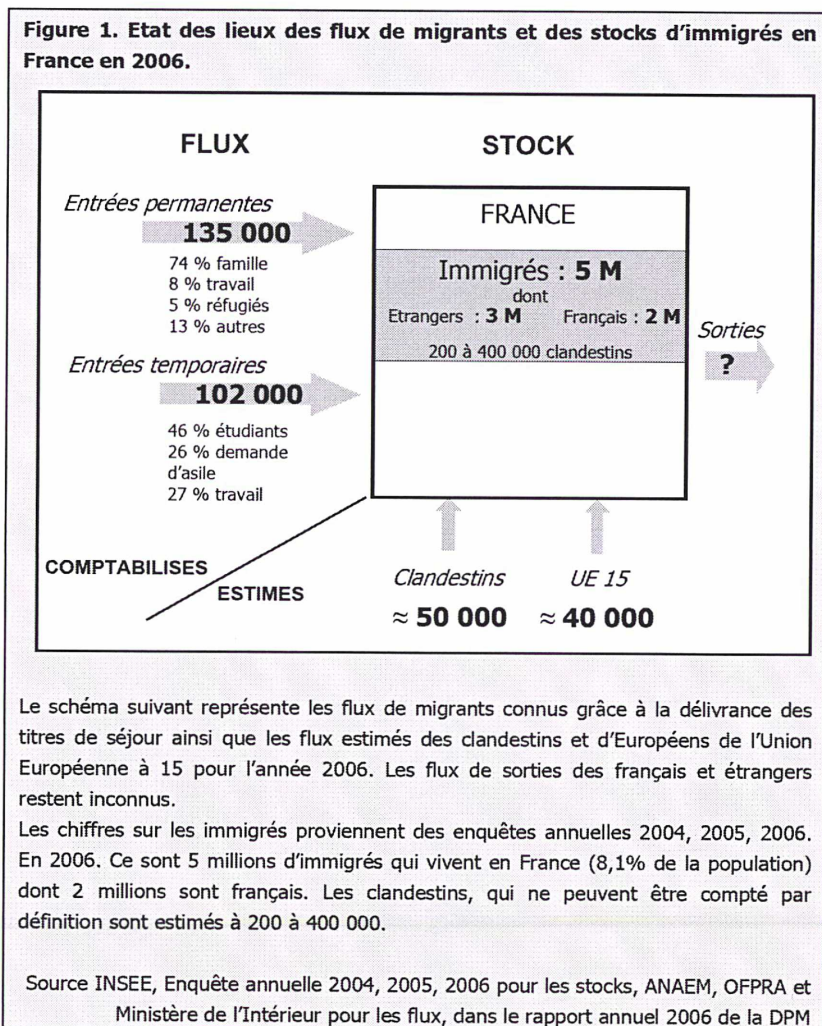 Figure 1. Etat des lieux des flux de migrants et des stocks d'immigrés en
France en 2006.
FLUX
STOCK
Entrées permanentes
135 000
74 % famille
8 % travail
5 % réfugiés
13 % autres
Entrées temporaires
102 000
46 % étudiants
26 % demande
d'asile
27 % travail
FRANCE
Immigrés : 5 M
dont
Etrangers : 3 M Français : 2 M
200 à 400 000 clandestins
Sorties
?
COMPTABILISES
ESTIMES
Clandestins
≈ 50 000
UE 15
≈ 40 000
Le schéma suivant représente les flux de migrants connus grâce à la délivrance des
titres de séjour ainsi que les flux estimés des clandestins et d'Européens de l'Union
Européenne à 15 pour l'année 2006. Les flux de sorties des français et étrangers
restent inconnus.
Les chiffres sur les immigrés proviennent des enquêtes annuelles 2004, 2005, 2006.
En 2006. Ce sont 5 millions d'immigrés qui vivent en France (8,1% de la population)
dont 2 millions sont français. Les clandestins, qui ne peuvent être compté par
définition sont estimés à 200 à 400 000.
Source INSEE, Enquête annuelle 2004, 2005, 2006 pour les stocks, ANAEM, OFPRA et
Ministère de l'Intérieur pour les flux, dans le rapport annuel 2006 de la DPM